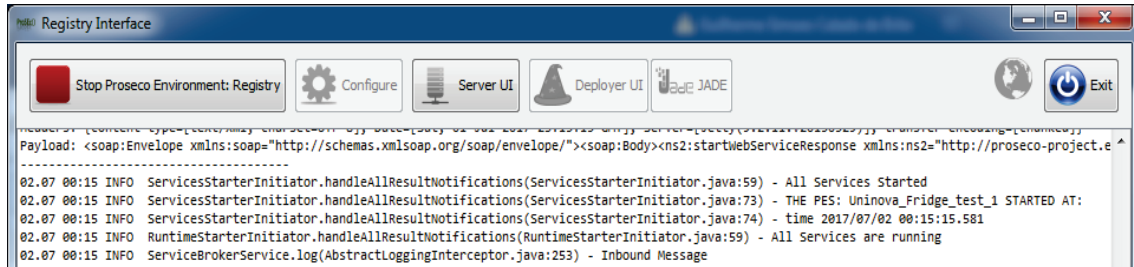 Registry Interface
Stop Proseco Environment: Registry Configure Server UI Deployer UI JADE Exit
Payload: <soap:Envelope xmlns:soap="http://schemas.xmlsoap.org/soap/envelope/"><soap:Body><ns2:startWebServiceResponse xmlns:ns2="http://proseco-project.e
--------------------------------------
02.07 00:15 INFO ServicesStarterInitiator.handleAllResultNotifications(ServicesStarterInitiator.java:59) - All Services Started
02.07 00:15 INFO ServicesStarterInitiator.handleAllResultNotifications(ServicesStarterInitiator.java:73) - THE PES: Uninova_Fridge_test_1 STARTED AT:
02.07 00:15 INFO ServicesStarterInitiator.handleAllResultNotifications(ServicesStarterInitiator.java:74) - time 2017/07/02 00:15:15.581
02.07 00:15 INFO RuntimeStarterInitiator.handleAllResultNotifications(RuntimeStarterInitiator.java:59) - All Services are running
02.07 00:15 INFO ServiceBrokerService.log(AbstractLoggingInterceptor.java:253) - Inbound Message